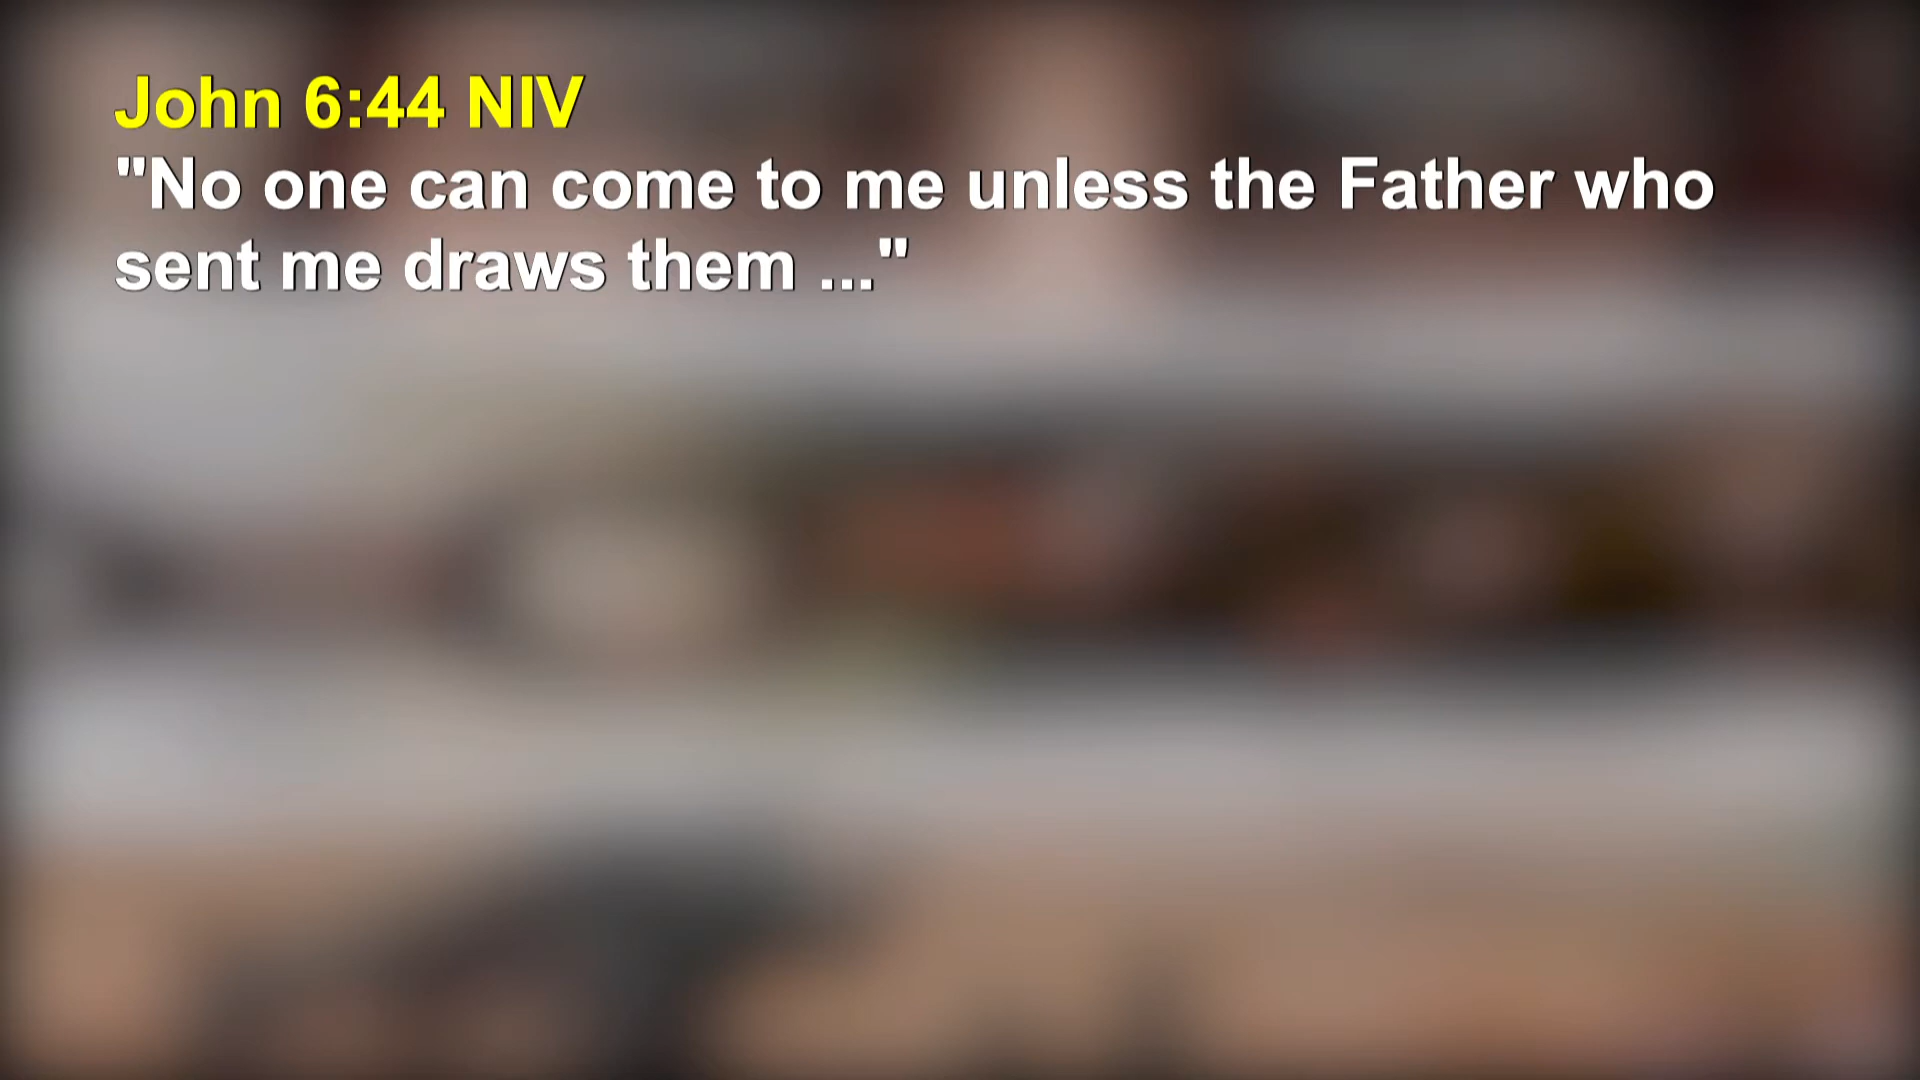 John 6:44 NIV
"No one can come to me unless the Father who
sent me draws them ..."